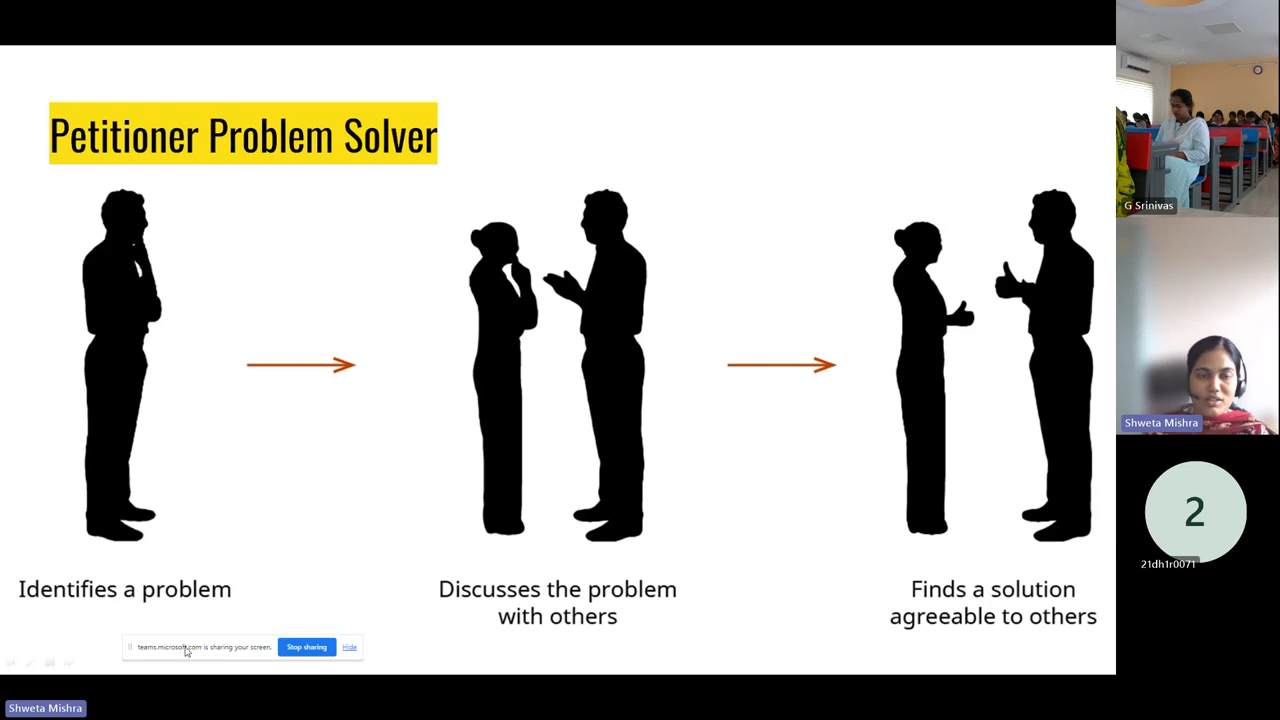 Petitioner Problem Solver
Identifies a problem
Discusses the problem
with others
Finds a solution
agreeable to others
teams.microsoft.com is sharing your screen.
Stop sharing
Hide
G Srinivas
Shweta Mishra
2
21dh1r0071
Shweta Mishra